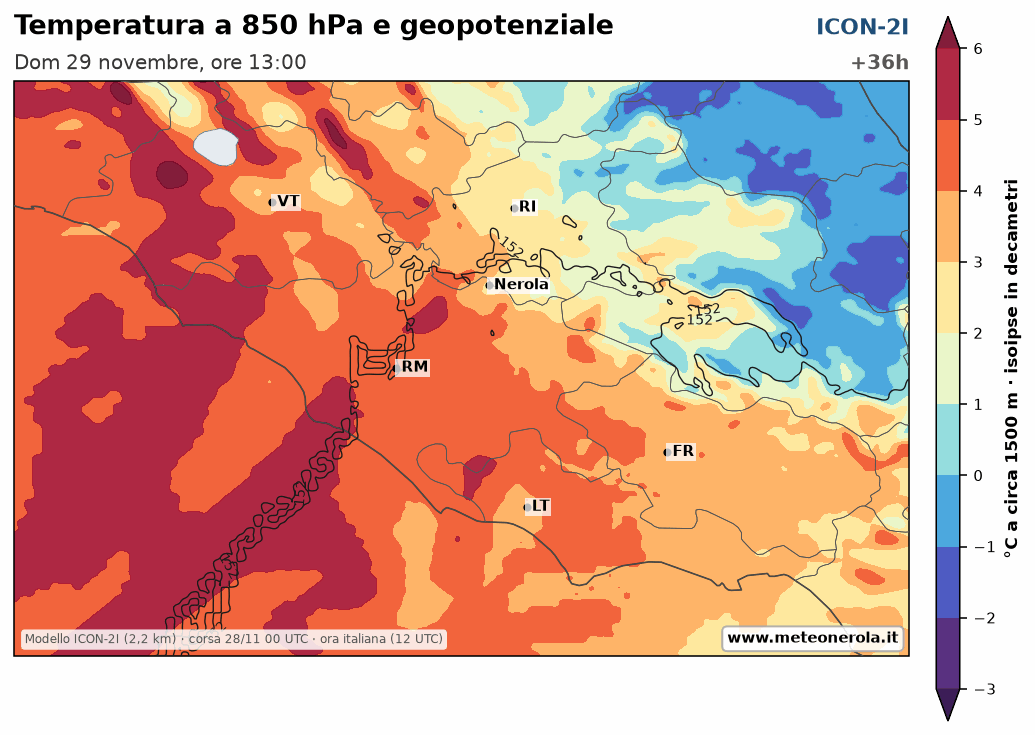 Temperatura a 850 hPa e geopotenziale
ICON-2I
Dom 29 novembre, ore 13:00
+36h
VT
RI
152
Nerola
152
152
RM
FR
LT
Modello ICON-2I (2,2 km) · corsa 28/11 00 UTC · ora italiana (12 UTC)
www.meteonerola.it
6
5
4
3
2
1
0
−1
−2
−3
°C a circa 1500 m · isoipse in decametri